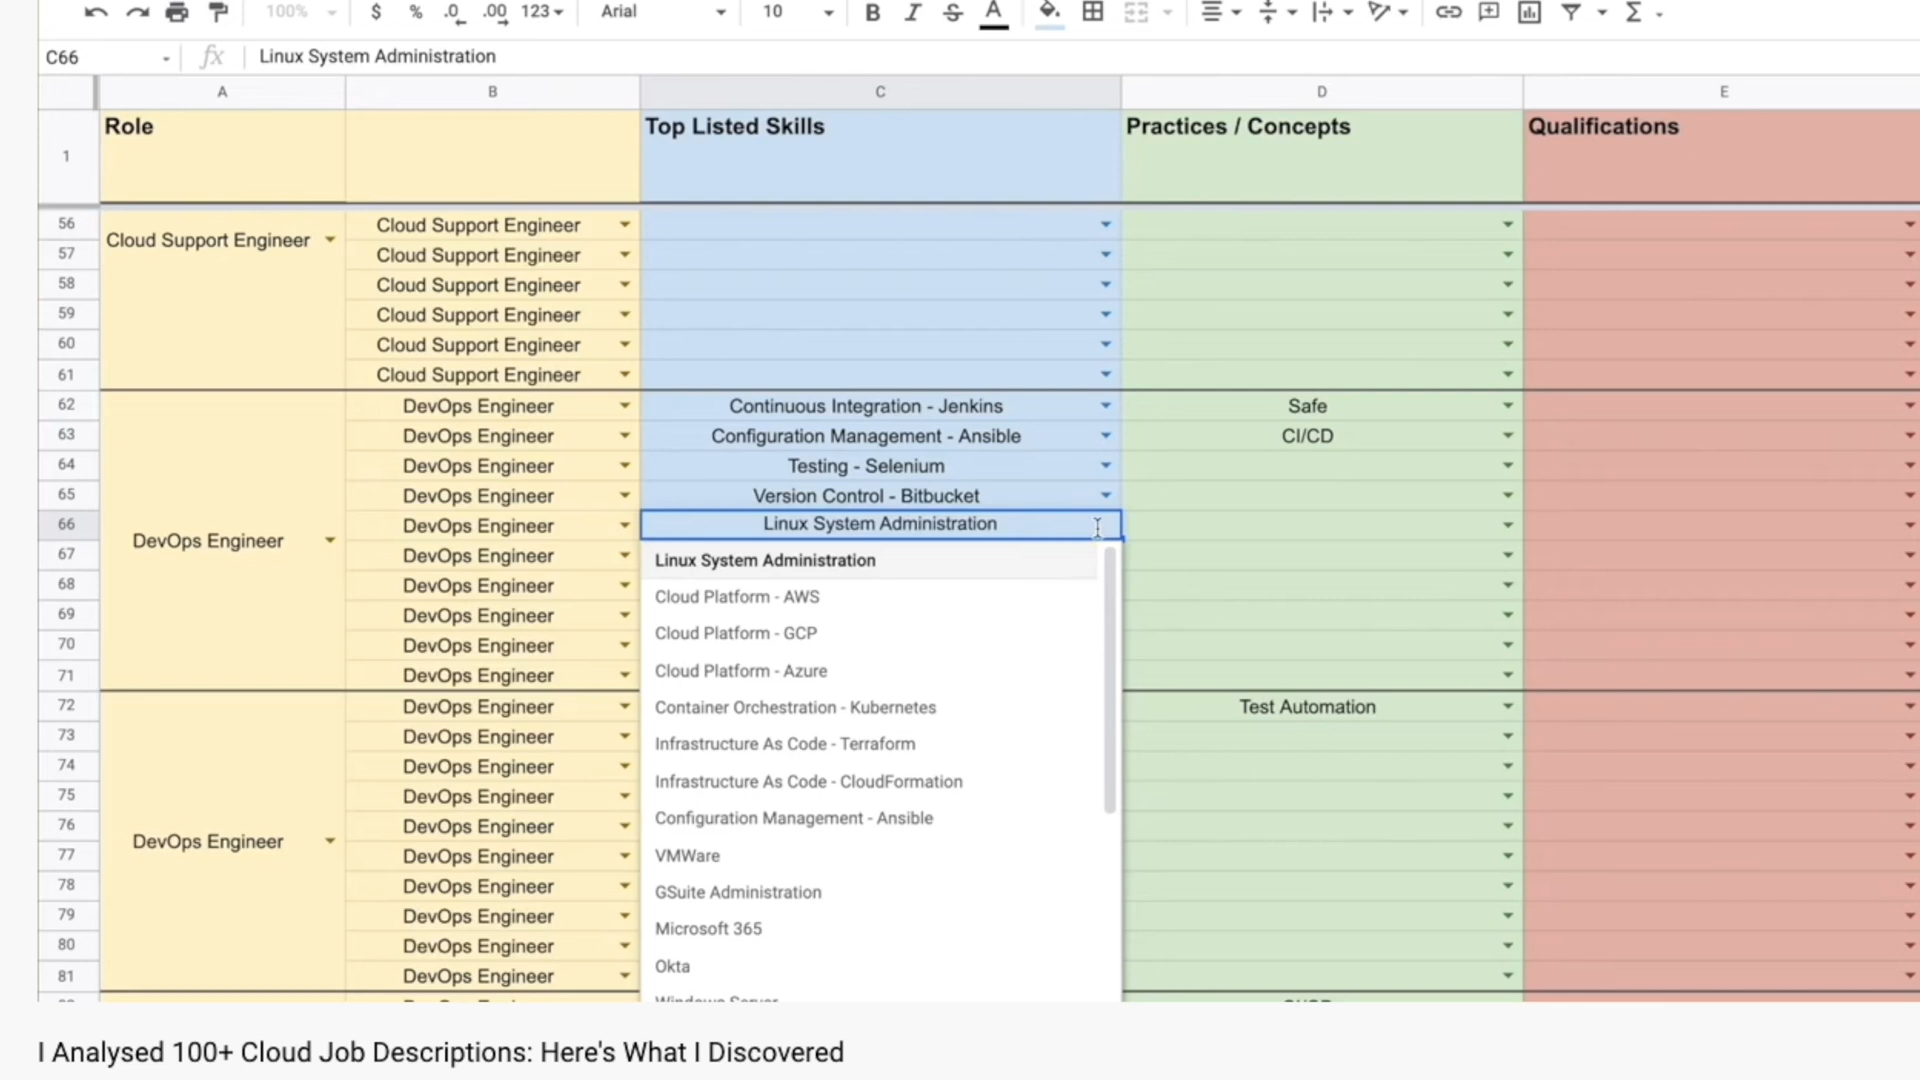 100% $ % .0 .00 123 Arial 10 B I S A Σ
C66 fx Linux System Administration
A B C D E
1 Role Top Listed Skills Practices / Concepts Qualifications
56 Cloud Support Engineer Cloud Support Engineer
57 Cloud Support Engineer
58 Cloud Support Engineer
59 Cloud Support Engineer
60 Cloud Support Engineer
61 Cloud Support Engineer
62 DevOps Engineer Continuous Integration - Jenkins Safe
63 DevOps Engineer Configuration Management - Ansible CI/CD
64 DevOps Engineer Testing - Selenium
65 DevOps Engineer Version Control - Bitbucket
66 DevOps Engineer DevOps Engineer Linux System Administration
67 DevOps Engineer Linux System Administration
68 DevOps Engineer Cloud Platform - AWS
69 DevOps Engineer Cloud Platform - GCP
70 DevOps Engineer Cloud Platform - Azure
71 DevOps Engineer
72 DevOps Engineer Container Orchestration - Kubernetes Test Automation
73 DevOps Engineer Infrastructure As Code - Terraform
74 DevOps Engineer
75 DevOps Engineer Infrastructure As Code - CloudFormation
76 DevOps Engineer DevOps Engineer Configuration Management - Ansible
77 DevOps Engineer VMWare
78 DevOps Engineer GSuite Administration
79 DevOps Engineer Microsoft 365
80 DevOps Engineer
81 DevOps Engineer Okta
Windows Server
I Analysed 100+ Cloud Job Descriptions: Here's What I Discovered